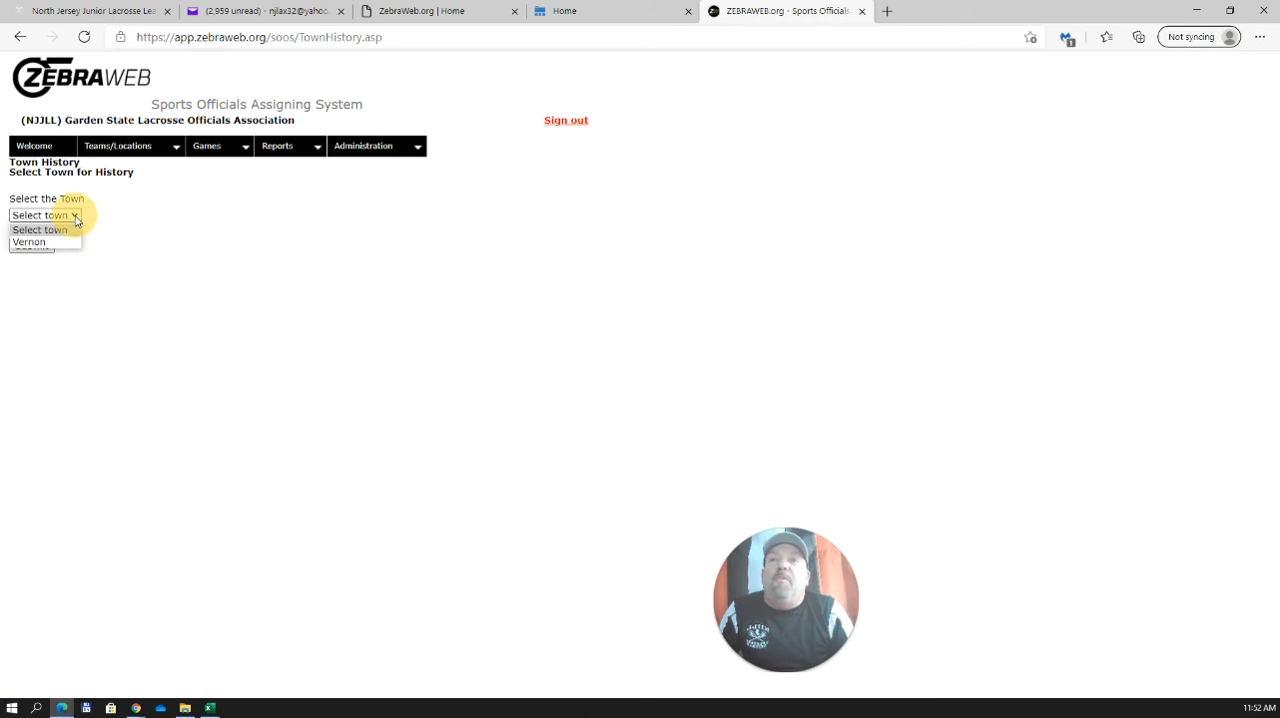 North Jersey Junior Lacrosse Lea
(2,959 unread) - njlax32@yahoo
ZebraWeb.org | Home
Home
ZEBRAWEB.org - Sports Officials
https://app.zebraweb.org/soos/TownHistory.asp
1
Not syncing
ZEBRAWEB
Sports Officials Assigning System
(NJJLL) Garden State Lacrosse Officials Association
Sign out
Welcome
Teams/Locations
Games
Reports
Administration
Town History
Select Town for History
Select the Town
Select town
Select town
Vernon
11:52 AM